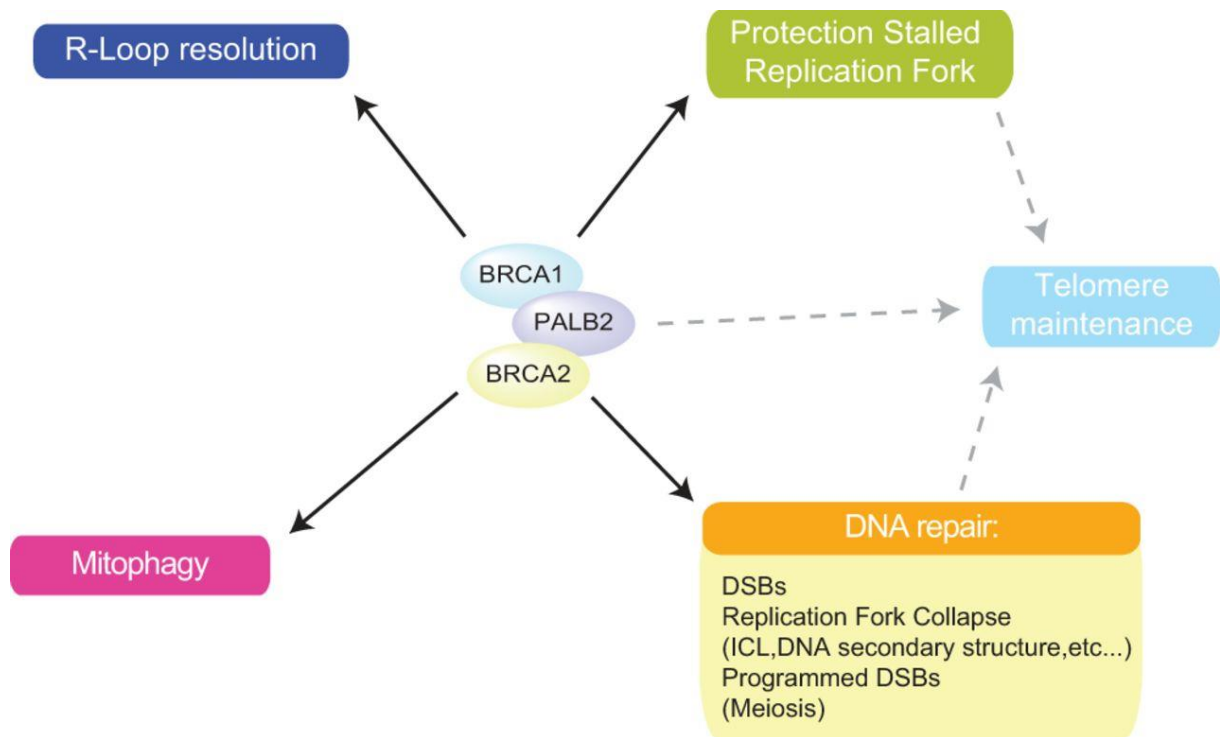 R-Loop resolution
Protection Stalled
Replication Fork
BRCA1
PALB2
BRCA2
Telomere
maintenance
Mitophagy
DNA repair:
DSBs
Replication Fork Collapse
(ICL,DNA secondary structure,etc...)
Programmed DSBs
(Meiosis)